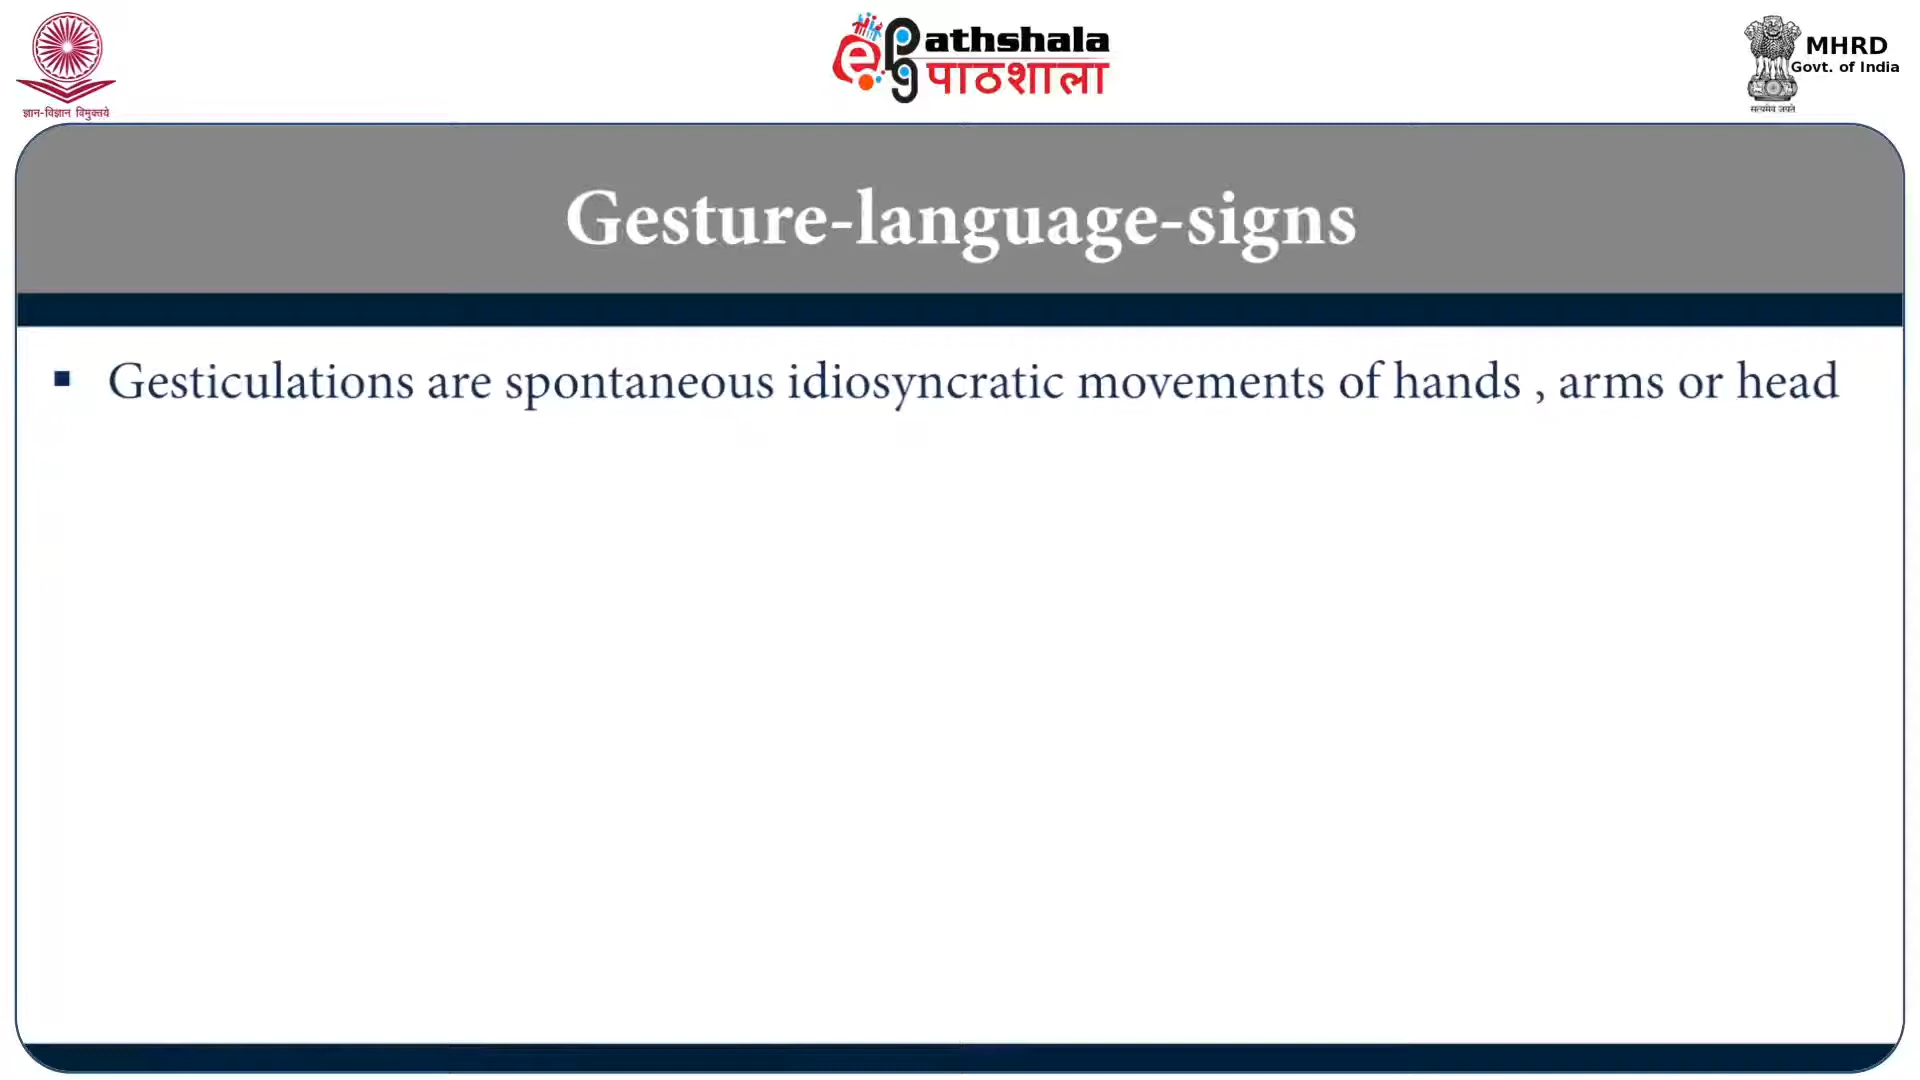 ज्ञान-विज्ञान विमुक्तये
ePG
athshala
पाठशाला
MHRD
Govt. of India
सत्यमेव जयते
Gesture-language-signs
▪ Gesticulations are spontaneous idiosyncratic movements of hands , arms or head